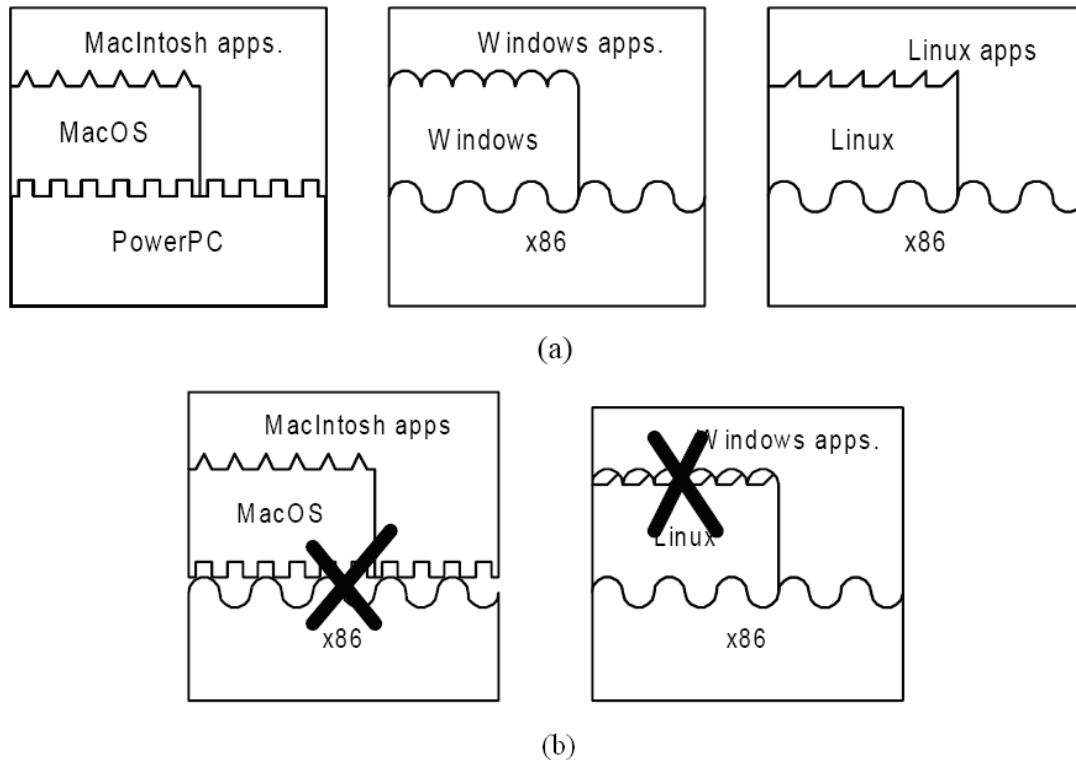 MacIntosh apps.
MacOS
PowerPC
Windows apps.
Windows
x86
Linux apps
Linux
x86
(a)
MacIntosh apps
MacOS
x86
Windows apps.
Linux
x86
(b)